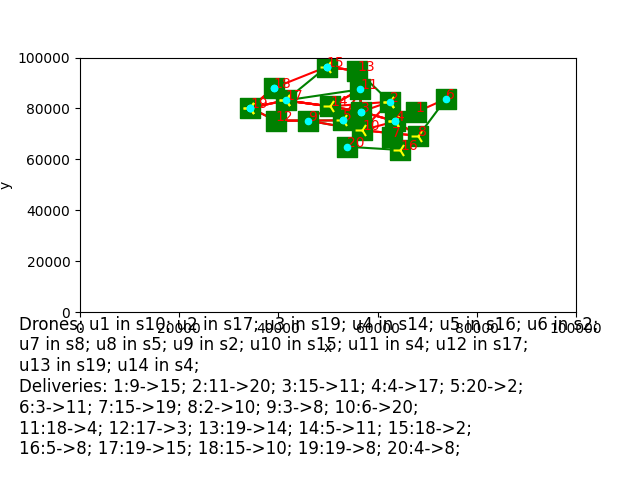 100000
80000
60000
40000
20000
0
y
0 20000 40000 60000 80000 100000
x
Drones: u1 in s10; u2 in s17; u3 in s19; u4 in s14; u5 in s16; u6 in s2;
u7 in s8; u8 in s5; u9 in s2; u10 in s15; u11 in s4; u12 in s17;
u13 in s19; u14 in s4;
Deliveries: 1:9->15; 2:11->20; 3:15->11; 4:4->17; 5:20->2;
6:3->11; 7:15->19; 8:2->10; 9:3->8; 10:6->20;
11:18->4; 12:17->3; 13:19->14; 14:5->11; 15:18->2;
16:5->8; 17:19->15; 18:15->10; 19:19->8; 20:4->8;